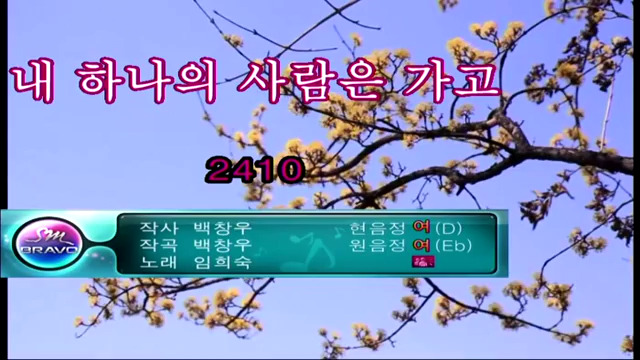 내 하나의 사람은 가고
2410
작사 백창우 현음정 여(D)
작곡 백창우 원음정 여(Eb)
노래 임희숙
SM
BRAVO